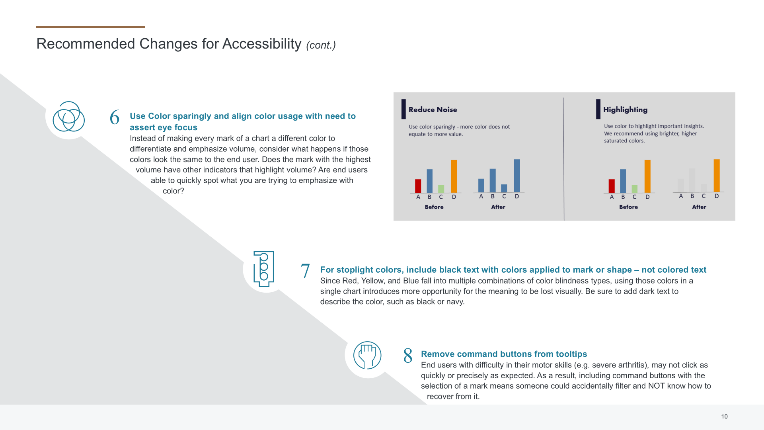 Recommended Changes for Accessibility (cont.)
6
Use Color sparingly and align color usage with need to
assert eye focus
Instead of making every mark of a chart a different color to
differentiate and emphasize volume, consider what happens if those
colors look the same to the end user. Does the mark with the highest
volume have other indicators that highlight volume? Are end users
able to quickly spot what you are trying to emphasize with
color?
Reduce Noise
Use color sparingly - more color does not
equate to more value.
A B C D
Before
A B C D
After
Highlighting
Use color to highlight important insights.
We recommend using brighter, higher
saturated colors.
A B C D
Before
A B C D
After
7
For stoplight colors, include black text with colors applied to mark or shape – not colored text
Since Red, Yellow, and Blue fall into multiple combinations of color blindness types, using those colors in a
single chart introduces more opportunity for the meaning to be lost visually. Be sure to add dark text to
describe the color, such as black or navy.
8
Remove command buttons from tooltips
End users with difficulty in their motor skills (e.g. severe arthritis), may not click as
quickly or precisely as expected. As a result, including command buttons with the
selection of a mark means someone could accidentally filter and NOT know how to
recover from it.
10